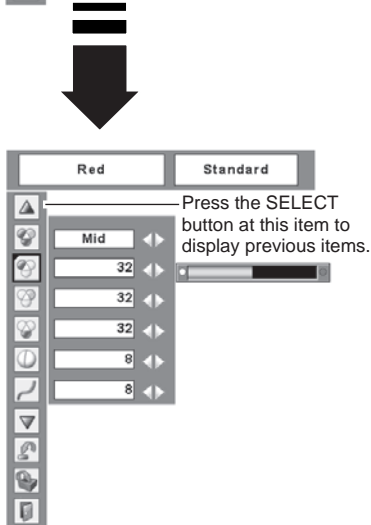 Red
Standard
Press the SELECT
button at this item to
display previous items.
Mid
32
32
32
8
8